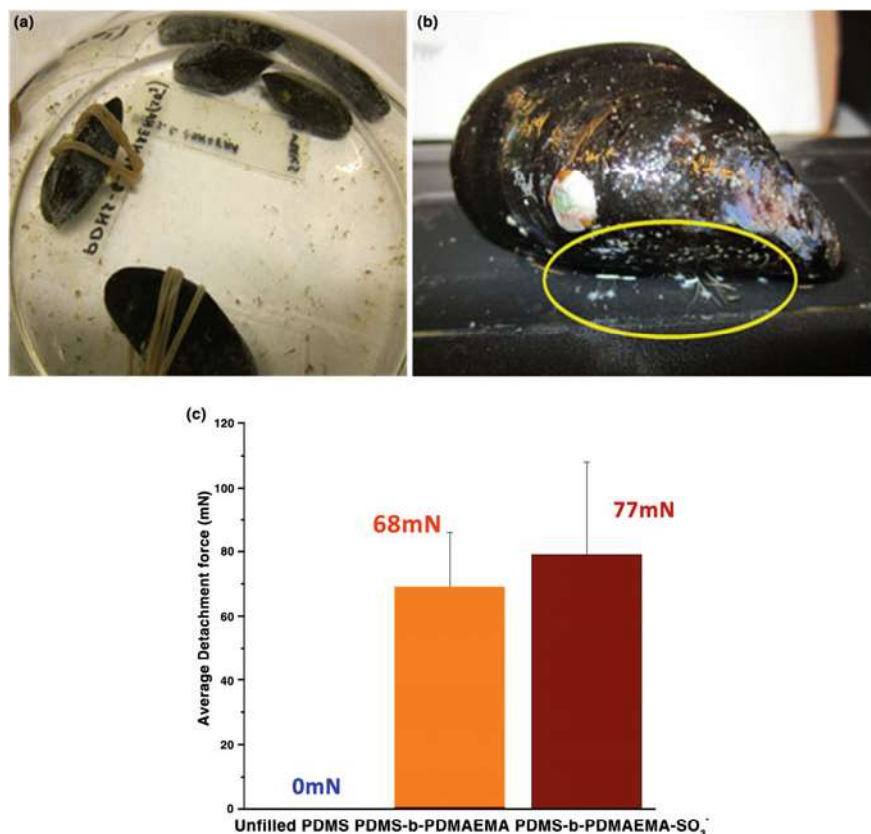 (a)
(b)
PDMS-b
(c)
120
100
80
60
40
20
0
Average Detachment force (mN)
0mN
68mN
77mN
Unfilled PDMS PDMS-b-PDMAEMA PDMS-b-PDMAEMA-SO₃⁻